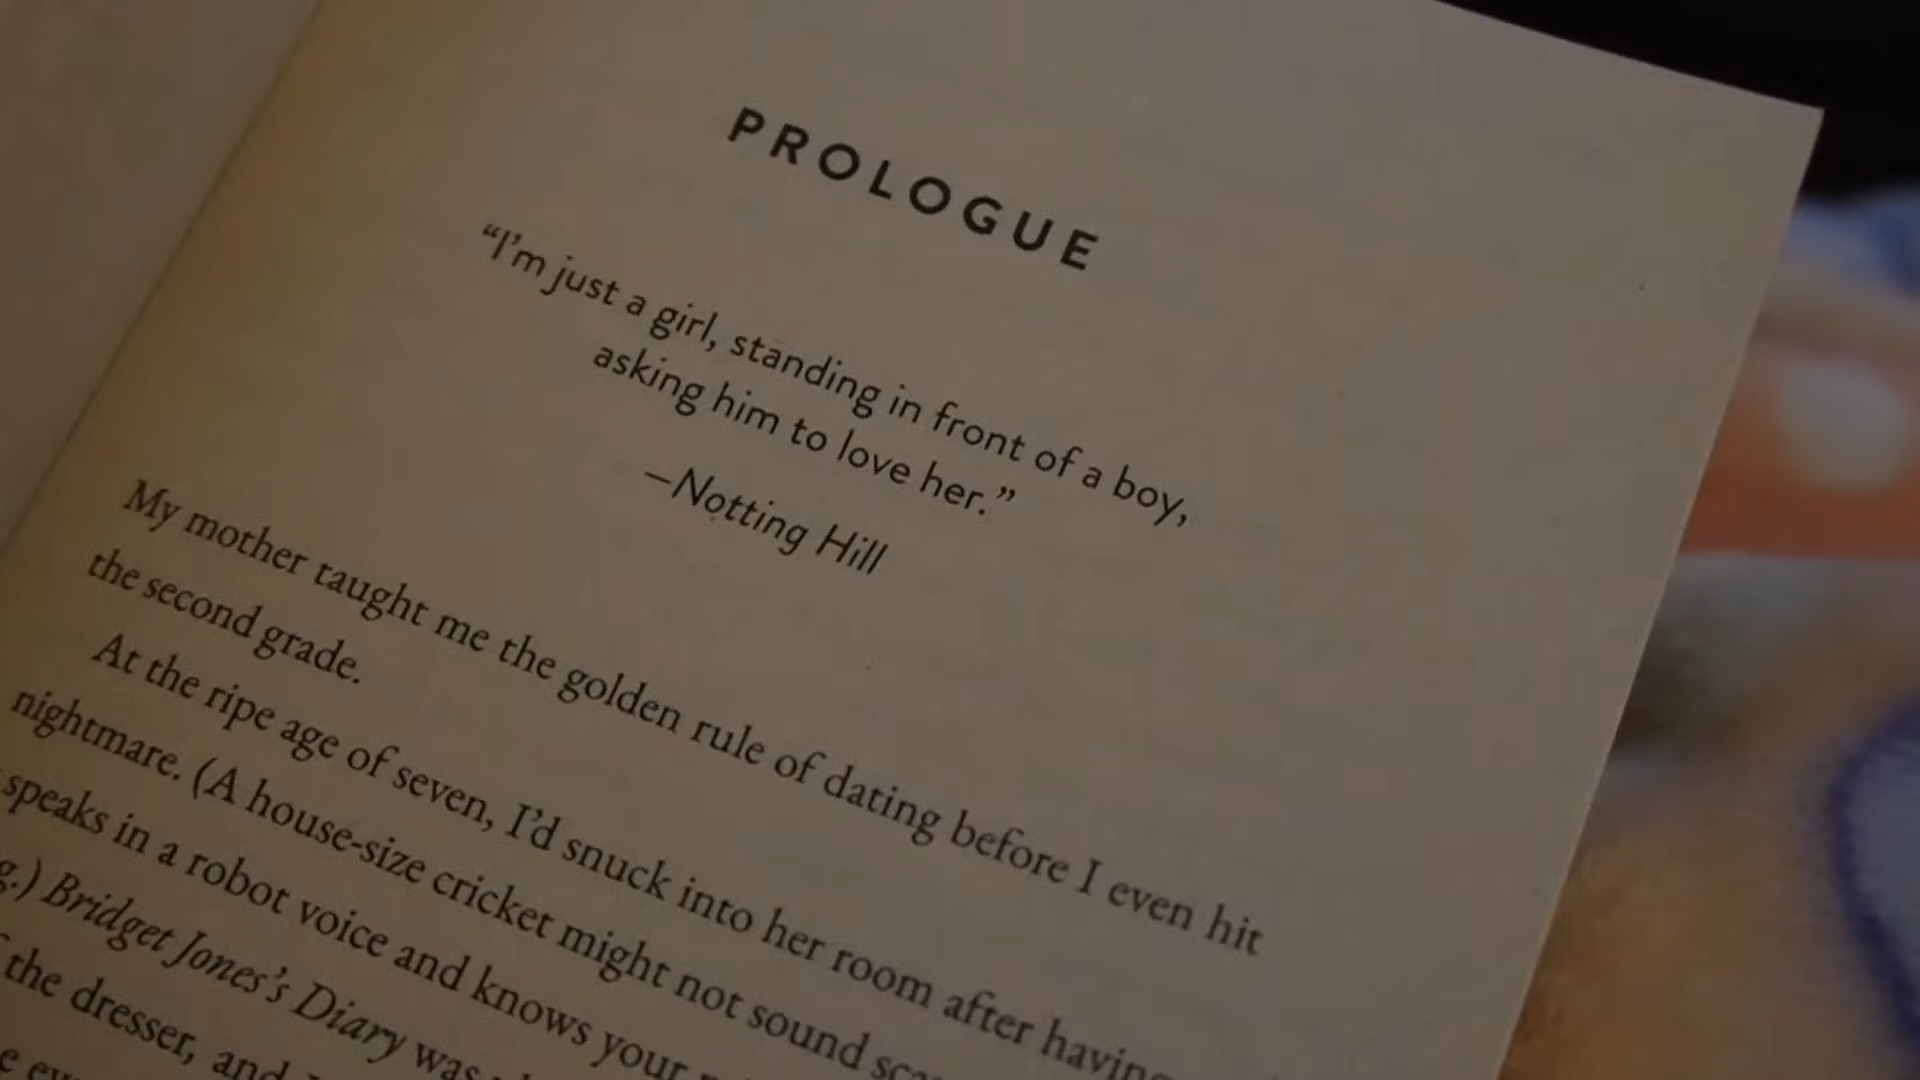 PROLOGUE
“I’m just a girl, standing in front of a boy,
asking him to love her.”
–Notting Hill
My mother taught me the golden rule of dating before I even hit
the second grade.
At the ripe age of seven, I’d snuck into her room after having
nightmare. (A house-size cricket might not sound
speaks in a robot voice and knows your
Bridget Jones’s Diary was
the dresser, and